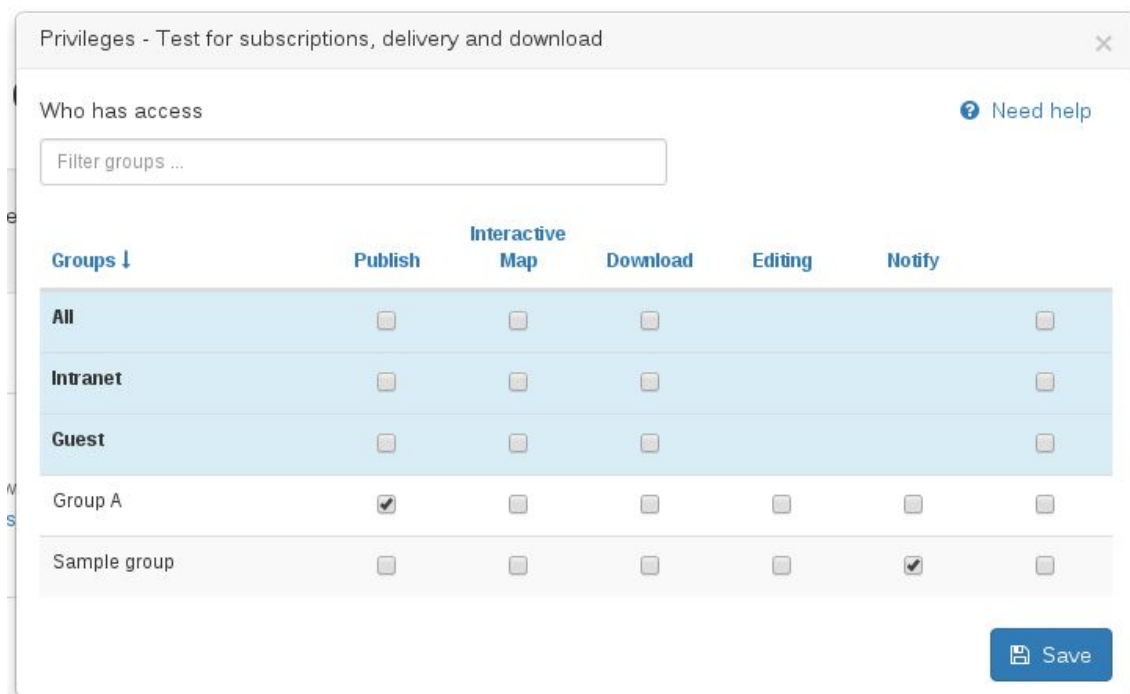 Privileges - Test for subscriptions, delivery and download ×
Who has access
Need help
Filter groups ...
Groups ↓ Publish Interactive Map Download Editing Notify
All
Intranet
Guest
Group A
Sample group
Save